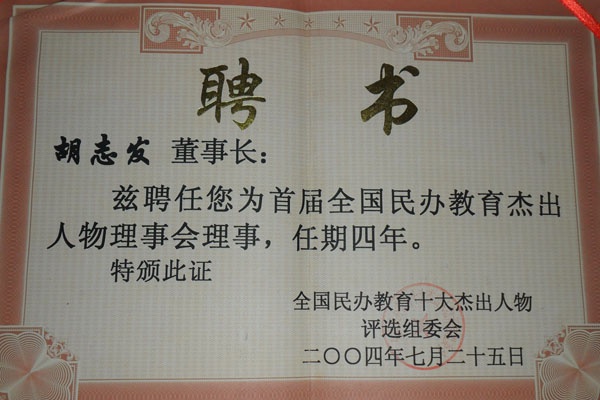 聘 书
胡志发 董事长：
兹聘任您为首届全国民办教育杰出
人物理事会理事，任期四年。
特颁此证
全国民办教育十大杰出人物
评选组委会
二〇〇四年七月二十五日